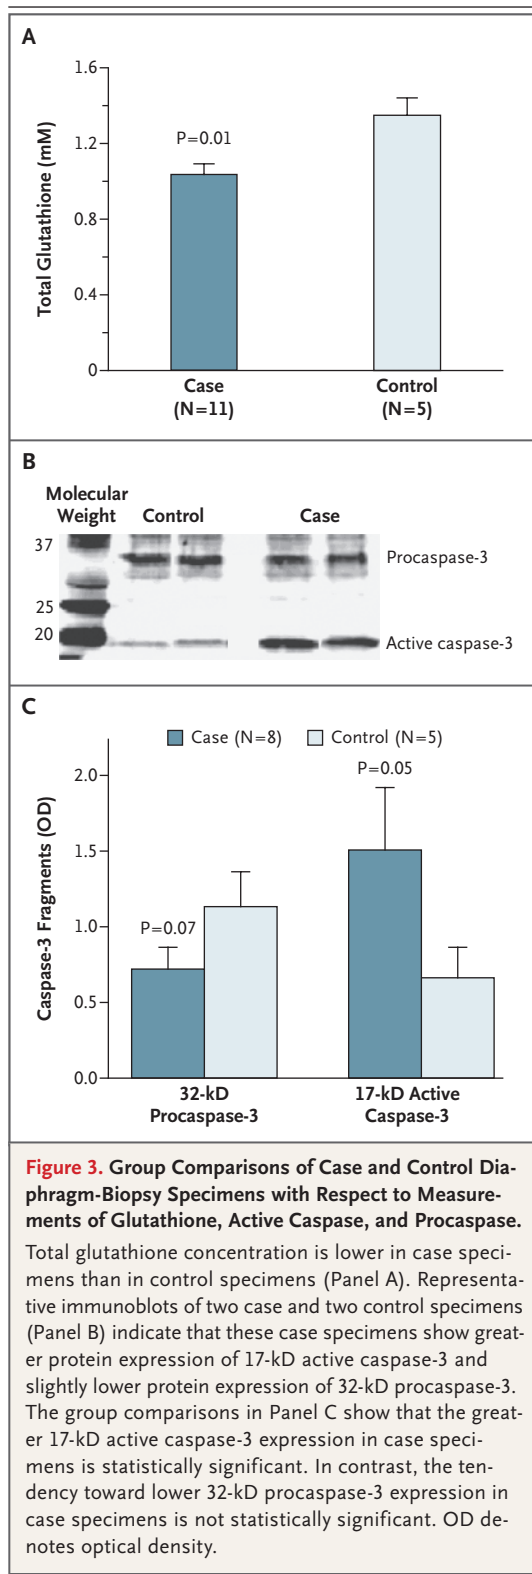 A
1.6
1.2
0.8
0.4
0
Total Glutathione (mM)
P=0.01
Case
(N=11)
Control
(N=5)
B
Molecular
Weight
Control
Case
37
25
20
Procaspase-3
Active caspase-3
C
Case (N=8)
Control (N=5)
Caspase-3 Fragments (OD)
2.0
1.5
1.0
0.5
0.0
P=0.07
P=0.05
32-kD
Procaspase-3
17-kD Active
Caspase-3
Figure 3. Group Comparisons of Case and Control Dia-
phragm-Biopsy Specimens with Respect to Measure-
ments of Glutathione, Active Caspase, and Procaspase.
Total glutathione concentration is lower in case speci-
mens than in control specimens (Panel A). Representa-
tive immunoblots of two case and two control specimens
(Panel B) indicate that these case specimens show great-
er protein expression of 17-kD active caspase-3 and
slightly lower protein expression of 32-kD procaspase-3.
The group comparisons in Panel C show that the great-
er 17-kD active caspase-3 expression in case speci-
mens is statistically significant. In contrast, the ten-
dency toward lower 32-kD procaspase-3 expression in
case specimens is not statistically significant. OD de-
notes optical density.